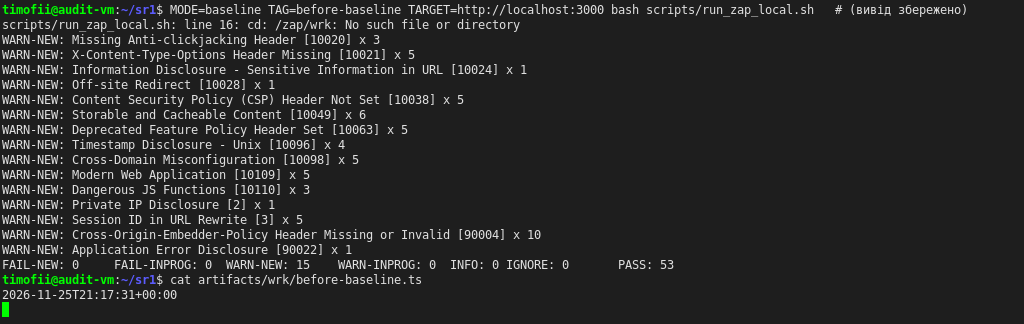 timofii@audit-vm:~/sr1$ MODE=baseline TAG=before-baseline TARGET=http://localhost:3000 bash scripts/run_zap_local.sh   # (вивід збережено)
scripts/run_zap_local.sh: line 16: cd: /zap/wrk: No such file or directory
WARN-NEW: Missing Anti-clickjacking Header [10020] x 3
WARN-NEW: X-Content-Type-Options Header Missing [10021] x 5
WARN-NEW: Information Disclosure - Sensitive Information in URL [10024] x 1
WARN-NEW: Off-site Redirect [10028] x 1
WARN-NEW: Content Security Policy (CSP) Header Not Set [10038] x 5
WARN-NEW: Storable and Cacheable Content [10049] x 6
WARN-NEW: Deprecated Feature Policy Header Set [10063] x 5
WARN-NEW: Timestamp Disclosure - Unix [10096] x 4
WARN-NEW: Cross-Domain Misconfiguration [10098] x 5
WARN-NEW: Modern Web Application [10109] x 5
WARN-NEW: Dangerous JS Functions [10110] x 3
WARN-NEW: Private IP Disclosure [2] x 1
WARN-NEW: Session ID in URL Rewrite [3] x 5
WARN-NEW: Cross-Origin-Embedder-Policy Header Missing or Invalid [90004] x 10
WARN-NEW: Application Error Disclosure [90022] x 1
FAIL-NEW: 0     FAIL-INPROG: 0  WARN-NEW: 15    WARN-INPROG: 0  INFO: 0 IGNORE: 0       PASS: 53
timofii@audit-vm:~/sr1$ cat artifacts/wrk/before-baseline.ts
2026-11-25T21:17:31+00:00